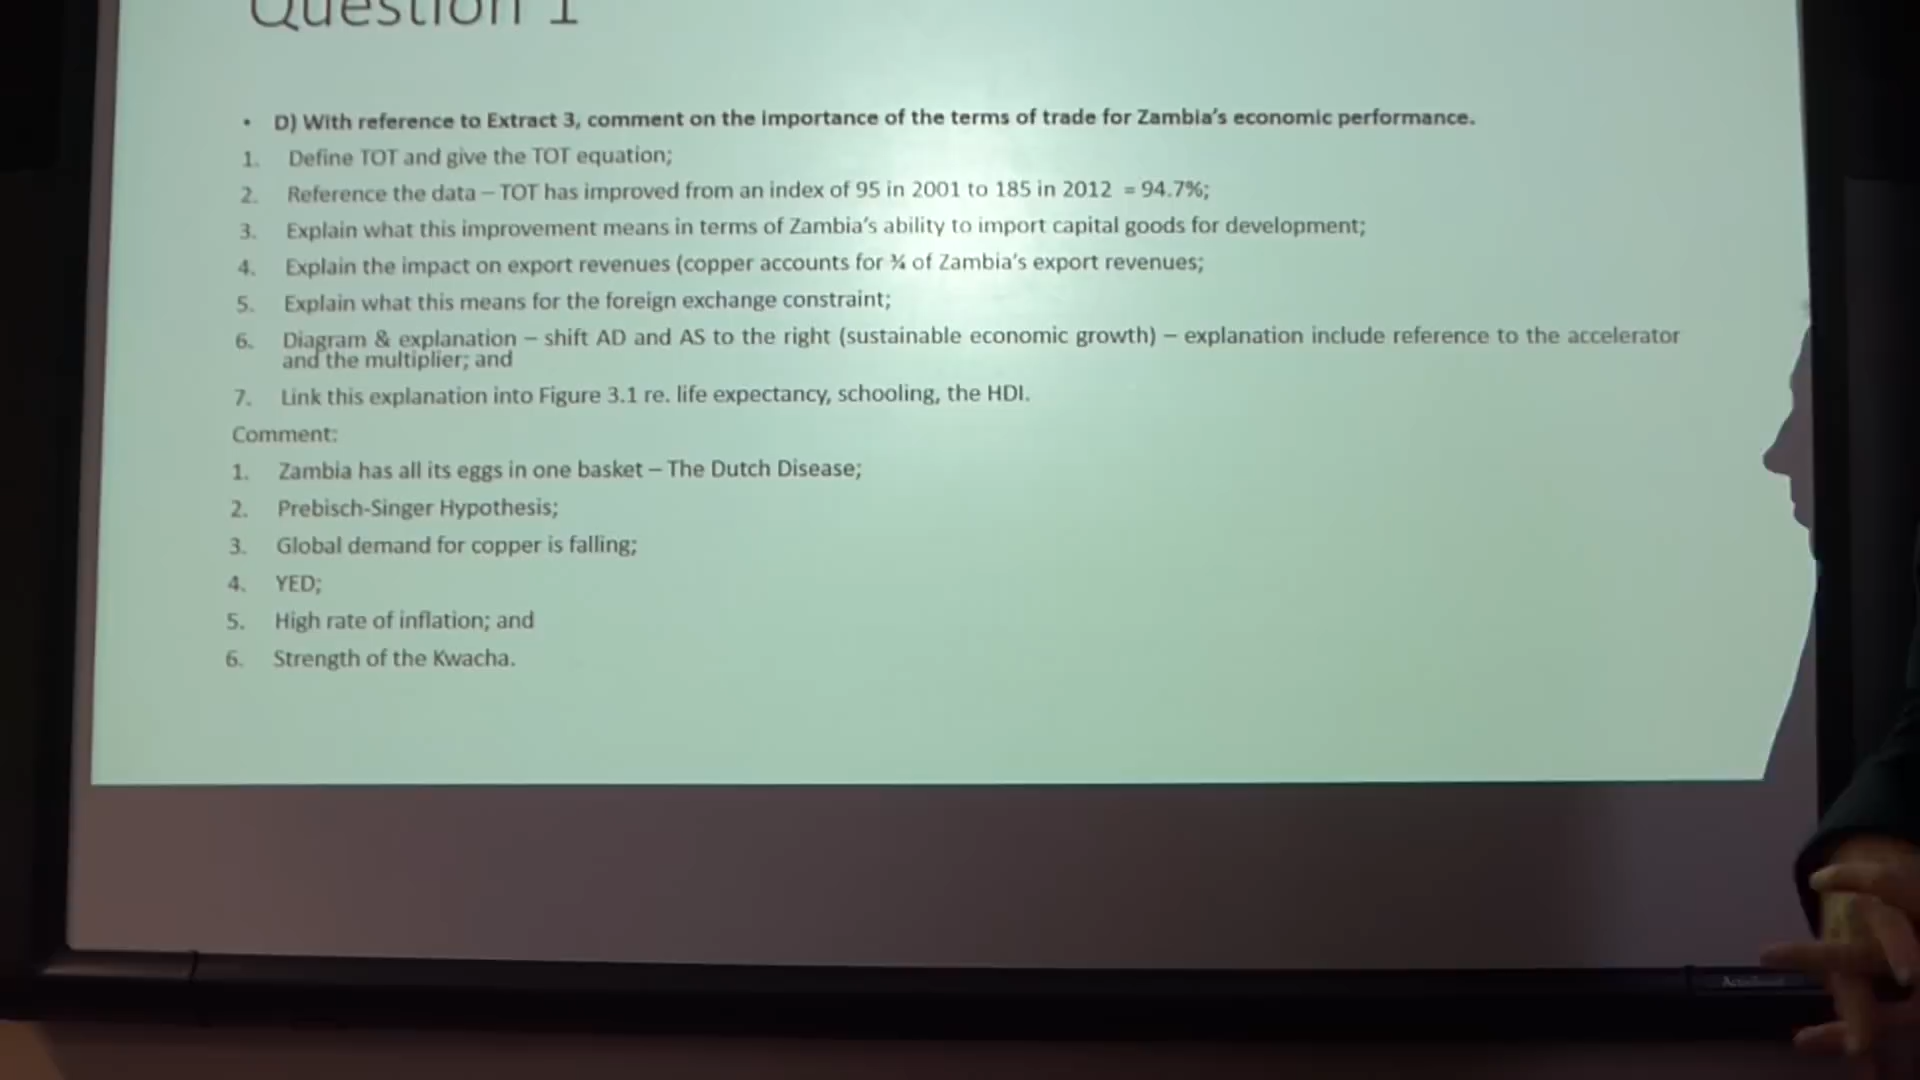 Question 1
• D) With reference to Extract 3, comment on the importance of the terms of trade for Zambia's economic performance.
1. Define TOT and give the TOT equation;
2. Reference the data – TOT has improved from an index of 95 in 2001 to 185 in 2012 = 94.7%;
3. Explain what this improvement means in terms of Zambia's ability to import capital goods for development;
4. Explain the impact on export revenues (copper accounts for ¾ of Zambia's export revenues;
5. Explain what this means for the foreign exchange constraint;
6. Diagram & explanation – shift AD and AS to the right (sustainable economic growth) – explanation include reference to the accelerator
and the multiplier; and
7. Link this explanation into Figure 3.1 re. life expectancy, schooling, the HDI.
Comment:
1. Zambia has all its eggs in one basket – The Dutch Disease;
2. Prebisch-Singer Hypothesis;
3. Global demand for copper is falling;
4. YED;
5. High rate of inflation; and
6. Strength of the Kwacha.